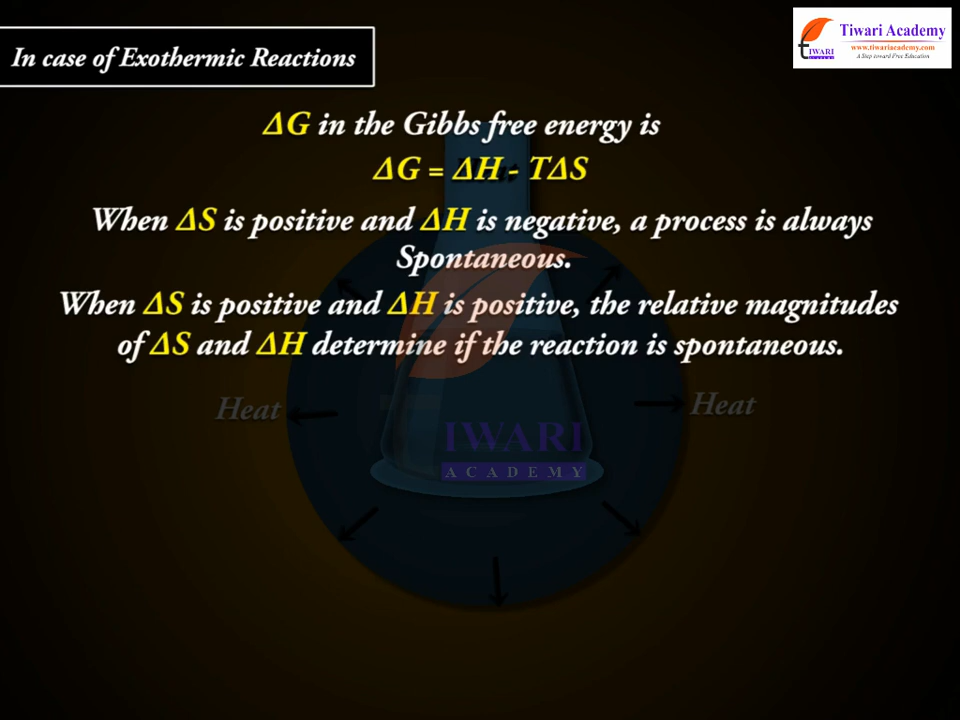 In case of Exothermic Reactions
Tiwari Academy
www.tiwariacademy.com
A Step toward Free Education
TIWARI
ACADEMY
ΔG in the Gibbs free energy is
ΔG = ΔH - TΔS
When ΔS is positive and ΔH is negative, a process is always
Spontaneous.
When ΔS is positive and ΔH is positive, the relative magnitudes
of ΔS and ΔH determine if the reaction is spontaneous.
Heat
Heat
TIWARI
ACADEMY